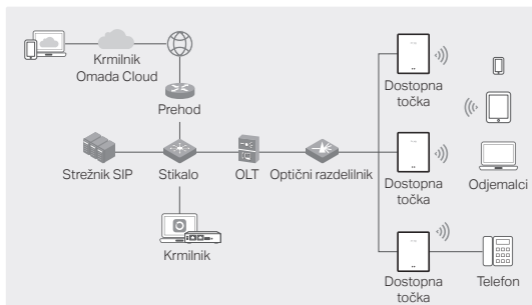 Krmilnik
Omada Cloud
Prehod
Dostopna
točka
Strežnik SIP
Stikalo
OLT
Optični razdelilnik
Dostopna
točka
Odjemalci
Krmilnik
Dostopna
točka
Telefon